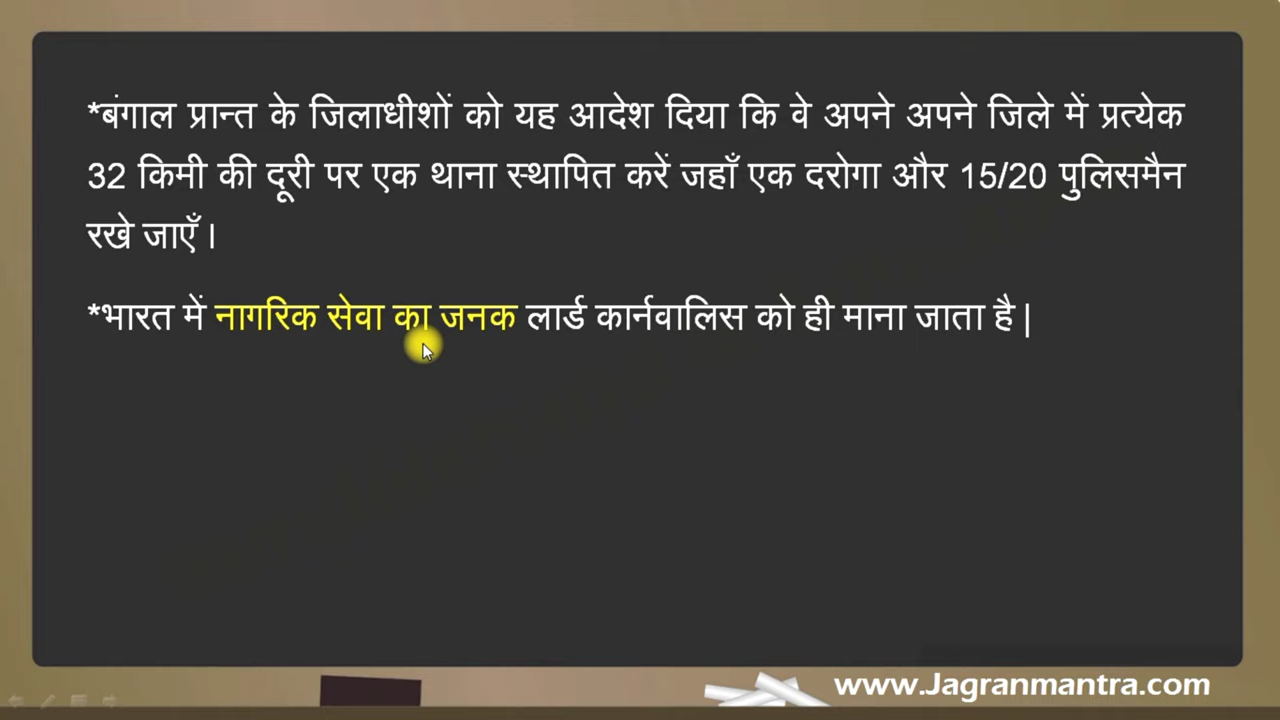 *बंगाल प्रान्त के जिलाधीशों को यह आदेश दिया कि वे अपने अपने जिले में प्रत्येक
32 किमी की दूरी पर एक थाना स्थापित करें जहाँ एक दरोगा और 15/20 पुलिसमैन
रखे जाएँ ।
*भारत में नागरिक सेवा का जनक लार्ड कार्नवालिस को ही माना जाता है |
www.Jagranmantra.com